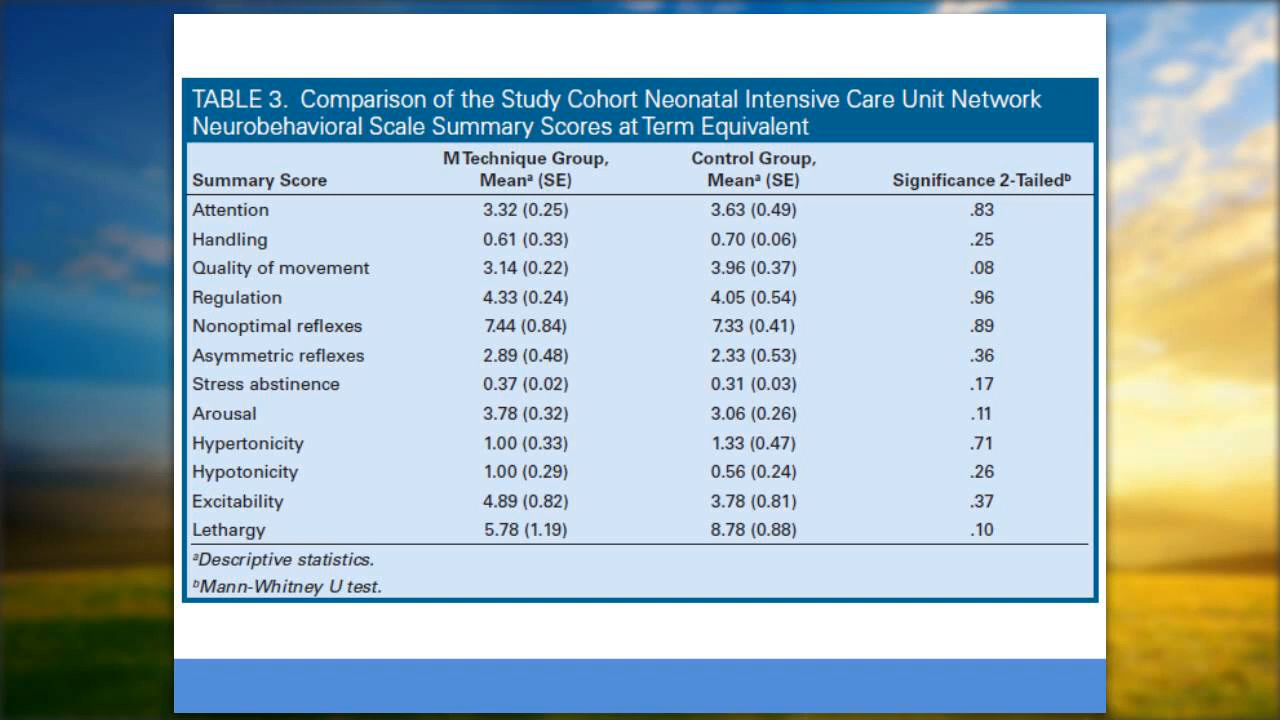 TABLE 3. Comparison of the Study Cohort Neonatal Intensive Care Unit Network
Neurobehavioral Scale Summary Scores at Term Equivalent
M Technique Group, Control Group,
Summary Score Meanᵃ (SE) Meanᵃ (SE) Significance 2-Tailedᵇ
Attention 3.32 (0.25) 3.63 (0.49) .83
Handling 0.61 (0.33) 0.70 (0.06) .25
Quality of movement 3.14 (0.22) 3.96 (0.37) .08
Regulation 4.33 (0.24) 4.05 (0.54) .96
Nonoptimal reflexes 7.44 (0.84) 7.33 (0.41) .89
Asymmetric reflexes 2.89 (0.48) 2.33 (0.53) .36
Stress abstinence 0.37 (0.02) 0.31 (0.03) .17
Arousal 3.78 (0.32) 3.06 (0.26) .11
Hypertonicity 1.00 (0.33) 1.33 (0.47) .71
Hypotonicity 1.00 (0.29) 0.56 (0.24) .26
Excitability 4.89 (0.82) 3.78 (0.81) .37
Lethargy 5.78 (1.19) 8.78 (0.88) .10
ᵃDescriptive statistics.
ᵇMann-Whitney U test.